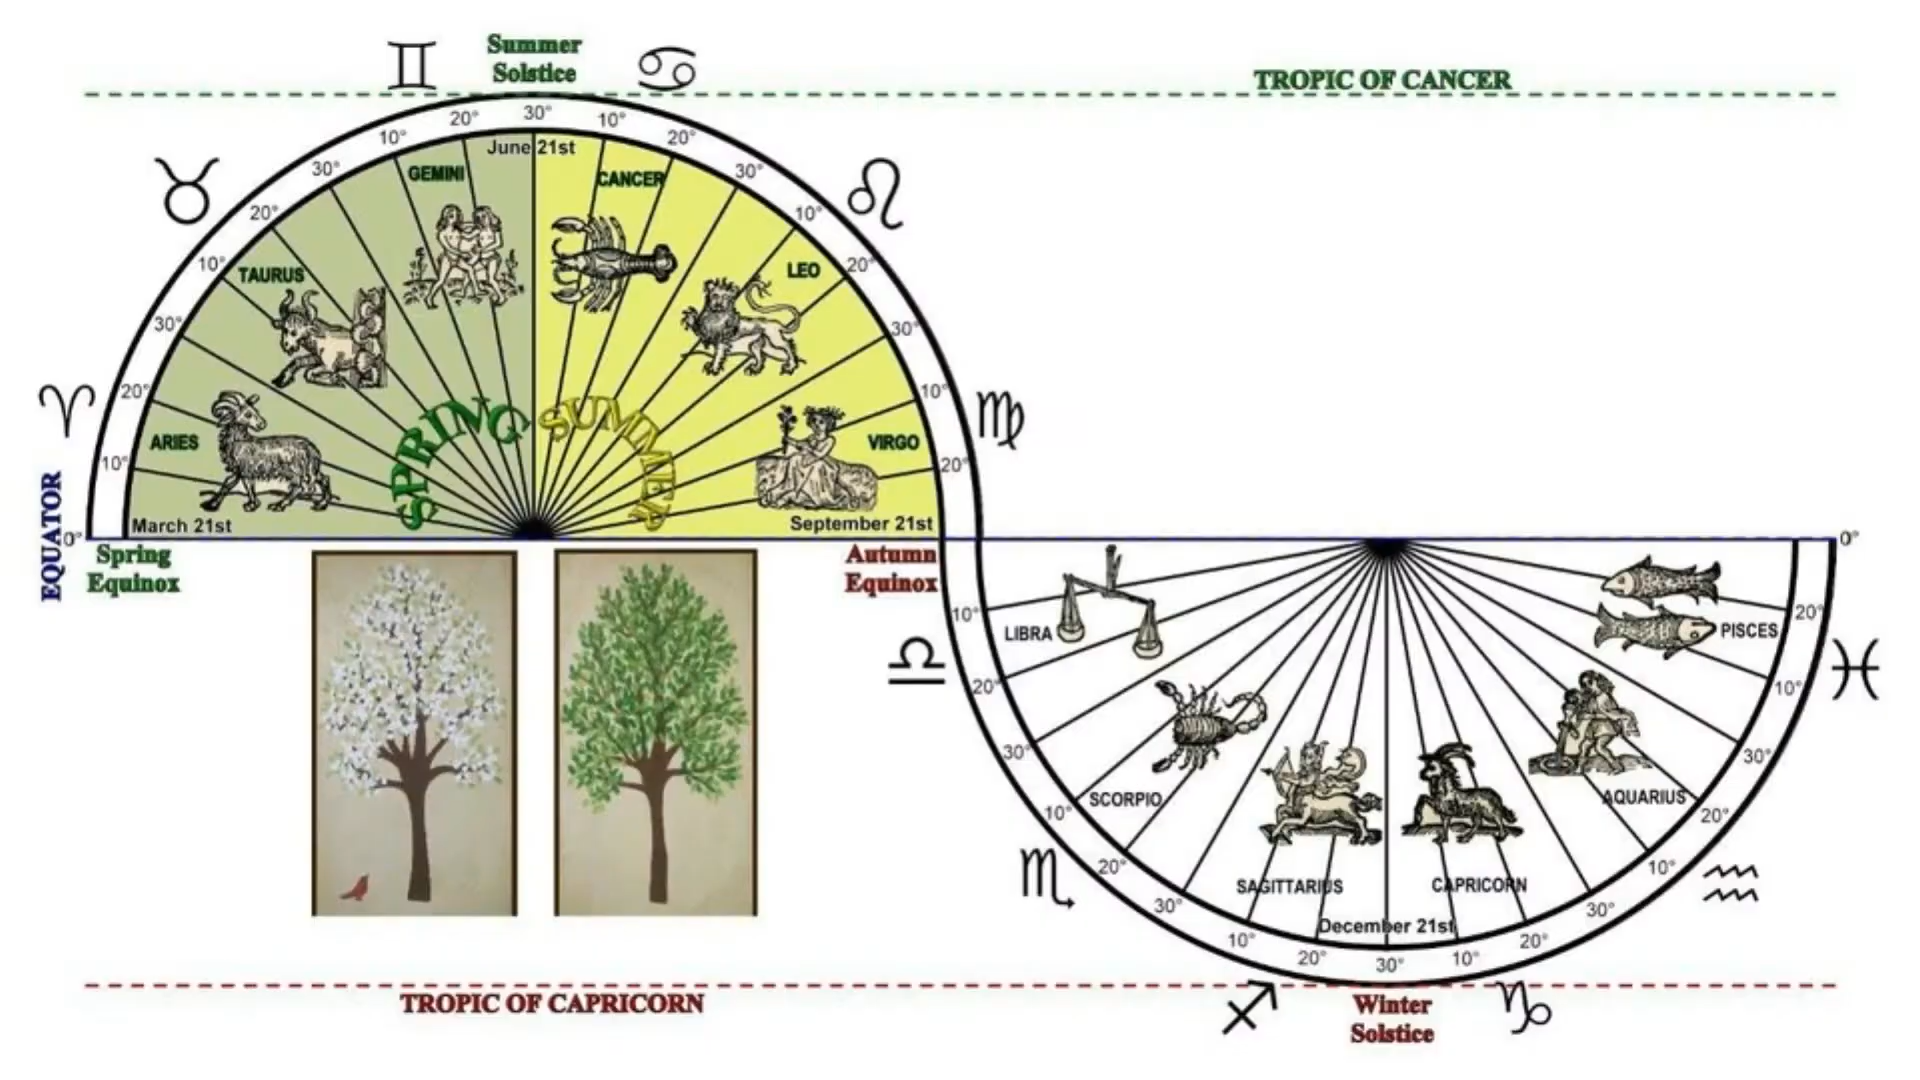 ♊
Summer
Solstice
♋
TROPIC OF CANCER
30°
20°
10°
10°
20°
30°
30°
June 21st
♉
♌
GEMINI
CANCER
20°
10°
10°
TAURUS
LEO
20°
30°
30°
♈
20°
10°
♍
SPRING
SUMMER
ARIES
VIRGO
10°
20°
EQUATOR
March 21st
September 21st
0°
0°
Spring
Equinox
Autumn
Equinox
10°
20°
LIBRA
PISCES
♎
♓
20°
10°
30°
30°
SCORPIO
AQUARIUS
10°
20°
♏
♒
20°
10°
SAGITTARIUS
CAPRICORN
30°
30°
December 21st
10°
20°
20°
30°
10°
TROPIC OF CAPRICORN
♐
Winter
Solstice
♑